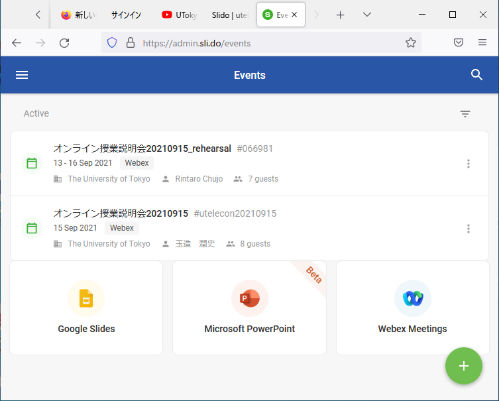 新しい
サインイン
UToky
Slido | ute
Eve
https://admin.sli.do/events
Events
Active
オンライン授業説明会20210915_rehearsal #066981
13 - 16 Sep 2021 Webex
The University of Tokyo Rintaro Chujo 7 guests
オンライン授業説明会20210915 #utelecon20210915
15 Sep 2021 Webex
The University of Tokyo 玉造 潤史 8 guests
Beta
Google Slides Microsoft PowerPoint Webex Meetings